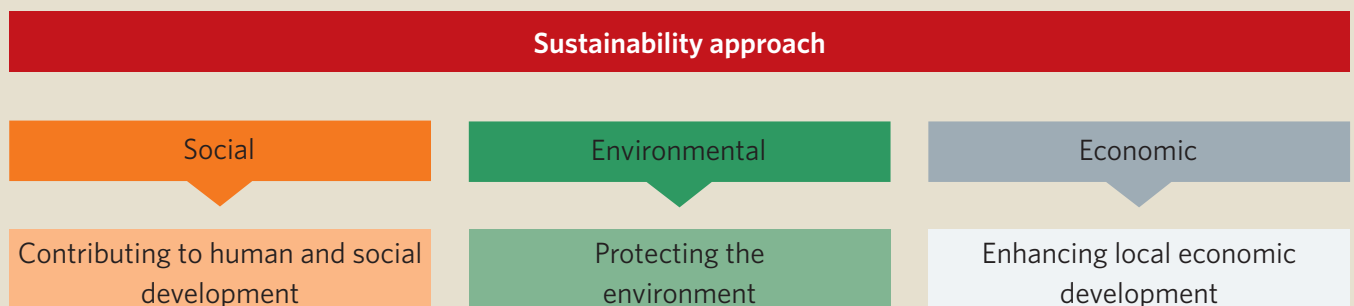 Sustainability approach
Social
Environmental
Economic
Contributing to human and social
development
Protecting the
environment
Enhancing local economic
development